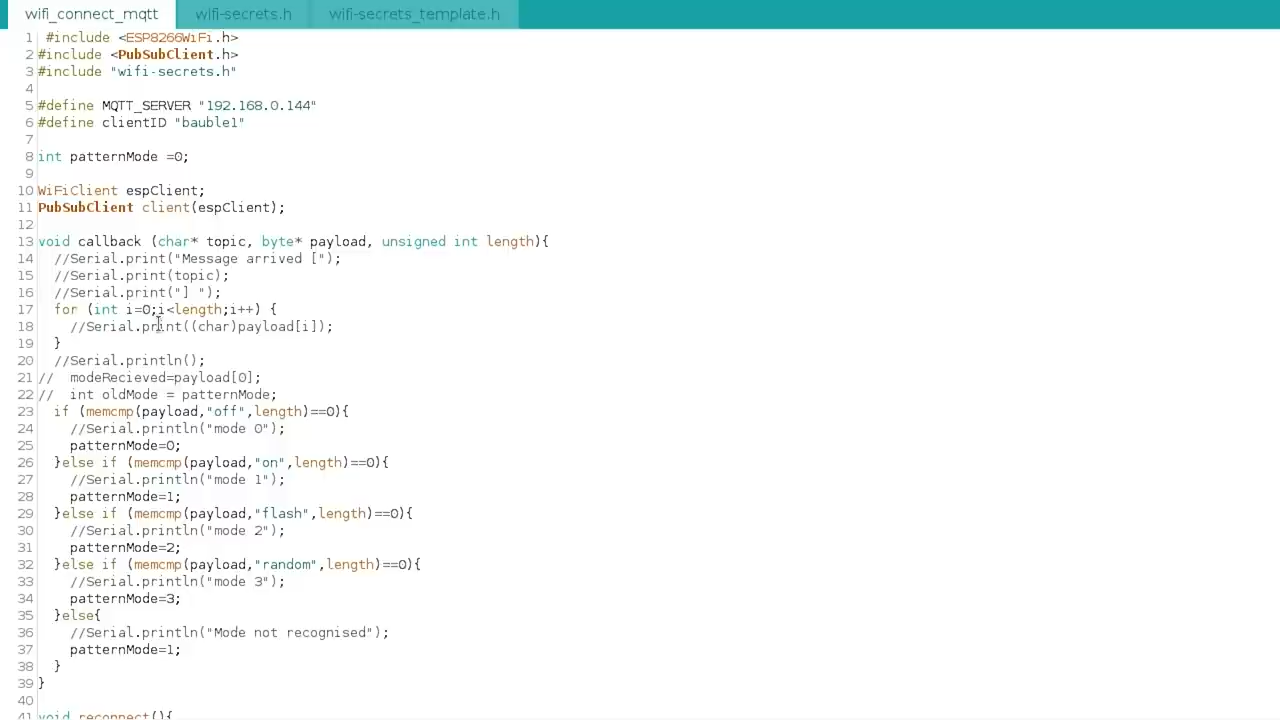 wifi_connect_mqtt wifi-secrets.h wifi-secrets_template.h
1 #include <ESP8266WiFi.h>
2 #include <PubSubClient.h>
3 #include "wifi-secrets.h"
4
5 #define MQTT_SERVER "192.168.0.144"
6 #define clientID "bauble1"
7
8 int patternMode =0;
9
10 WiFiClient espClient;
11 PubSubClient client(espClient);
12
13 void callback (char* topic, byte* payload, unsigned int length){
14 //Serial.print("Message arrived [");
15 //Serial.print(topic);
16 //Serial.print("] ");
17 for (int i=0;i<length;i++) {
18 //Serial.print((char)payload[i]);
19 }
20 //Serial.println();
21 // modeRecieved=payload[0];
22 // int oldMode = patternMode;
23 if (memcmp(payload,"off",length)==0){
24 //Serial.println("mode 0");
25 patternMode=0;
26 }else if (memcmp(payload,"on",length)==0){
27 //Serial.println("mode 1");
28 patternMode=1;
29 }else if (memcmp(payload,"flash",length)==0){
30 //Serial.println("mode 2");
31 patternMode=2;
32 }else if (memcmp(payload,"random",length)==0){
33 //Serial.println("mode 3");
34 patternMode=3;
35 }else{
36 //Serial.println("Mode not recognised");
37 patternMode=1;
38 }
39 }
40
41 void reconnect(){